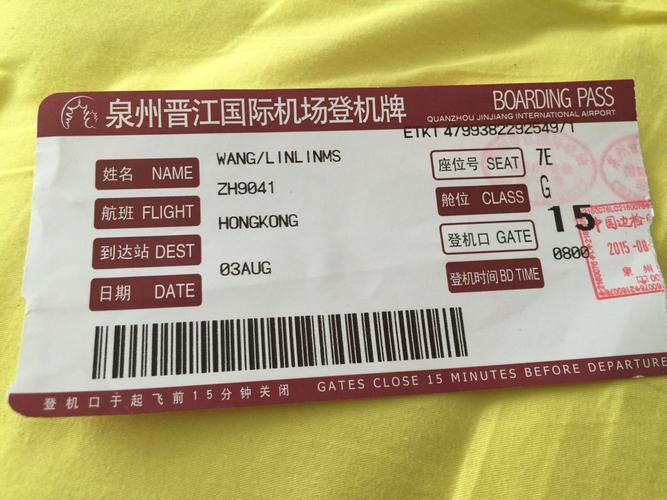 泉州晋江国际机场登机牌 BOARDING PASS
QUANZHOU JINJIANG INTERNATIONAL AIRPORT
ETKT 4799382292549/1
姓名 NAME WANG/LINLINMS 座位号 SEAT 7E
航班 FLIGHT ZH9041 舱位 CLASS G
到达站 DEST HONGKONG 登机口 GATE 15
日期 DATE 03AUG 登机时间 BD TIME 0800
中国边检
2015-08
泉州
登机口于起飞前15分钟关闭 GATES CLOSE 15 MINUTES BEFORE DEPARTURE